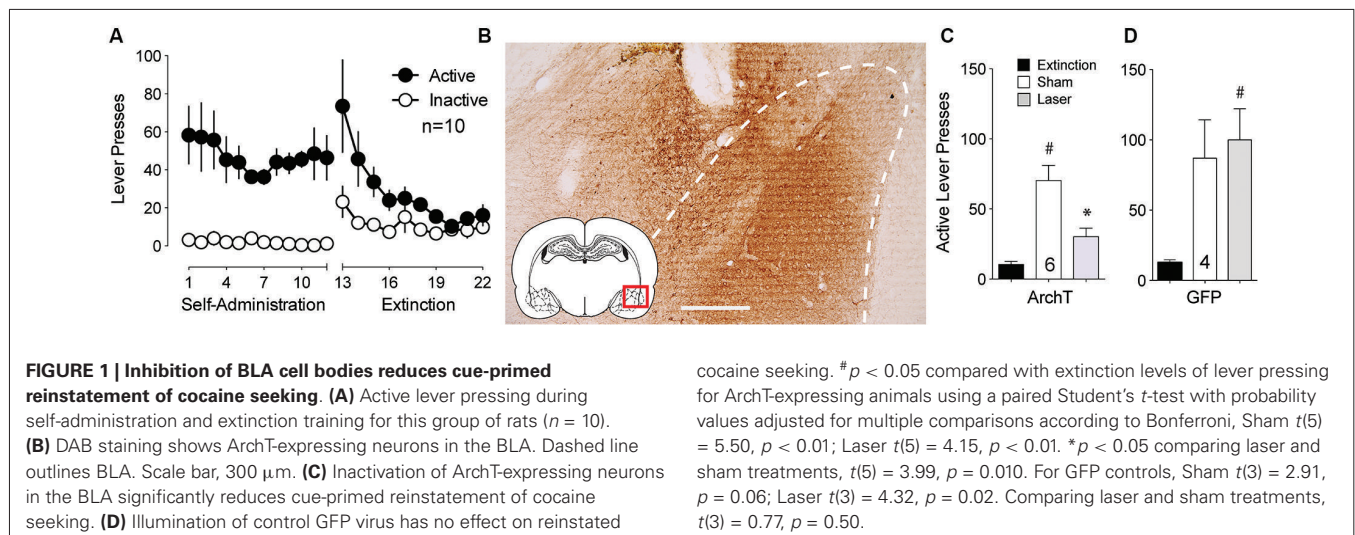 A
100
80
60
40
20
0
Lever Presses
Active
Inactive
n=10
1
4
7
10
13
16
19
22
Self-Administration
Extinction
B
C
Extinction
Sham
Laser
150
100
50
0
Active Lever Presses
#
*
6
ArchT
D
150
100
50
0
#
4
GFP
FIGURE 1 | Inhibition of BLA cell bodies reduces cue-primed
reinstatement of cocaine seeking. (A) Active lever pressing during
self-administration and extinction training for this group of rats (n = 10).
(B) DAB staining shows ArchT-expressing neurons in the BLA. Dashed line
outlines BLA. Scale bar, 300 μm. (C) Inactivation of ArchT-expressing neurons
in the BLA significantly reduces cue-primed reinstatement of cocaine
seeking. (D) Illumination of control GFP virus has no effect on reinstated
cocaine seeking. #p < 0.05 compared with extinction levels of lever pressing
for ArchT-expressing animals using a paired Student's t-test with probability
values adjusted for multiple comparisons according to Bonferroni, Sham t(5)
= 5.50, p < 0.01; Laser t(5) = 4.15, p < 0.01. *p < 0.05 comparing laser and
sham treatments, t(5) = 3.99, p = 0.010. For GFP controls, Sham t(3) = 2.91,
p = 0.06; Laser t(3) = 4.32, p = 0.02. Comparing laser and sham treatments,
t(3) = 0.77, p = 0.50.